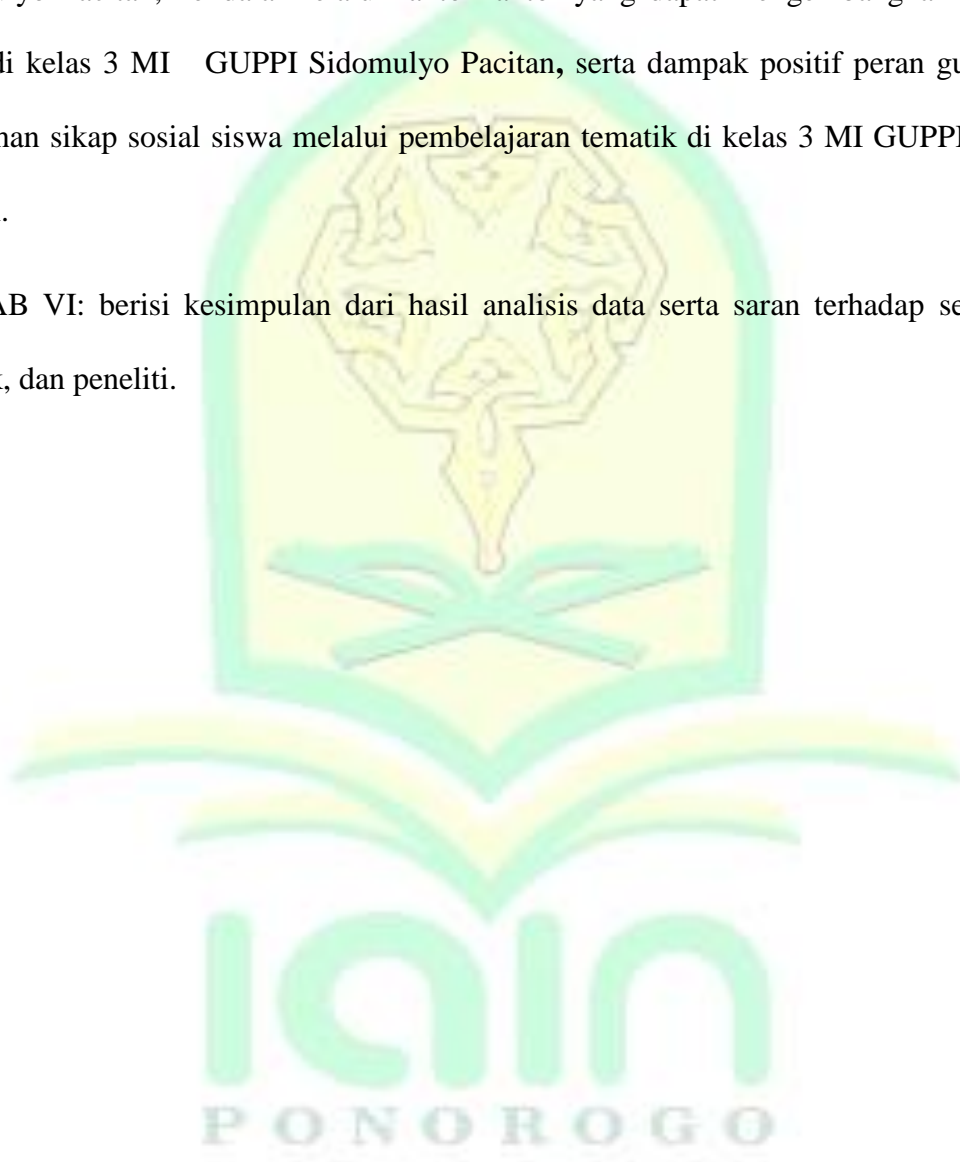 di kelas 3 MI GUPPI Sidomulyo Pacitan, serta dampak positif peran gu
nan sikap sosial siswa melalui pembelajaran tematik di kelas 3 MI GUPPI
.
AB VI: berisi kesimpulan dari hasil analisis data serta saran terhadap se
k, dan peneliti.
iain
PONOROGO